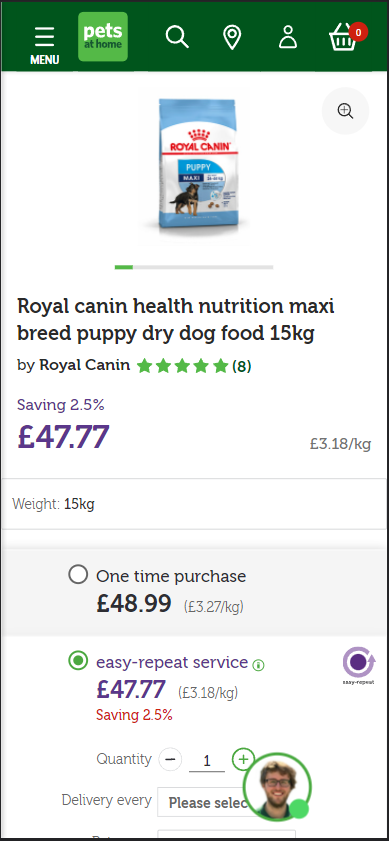 0
pets
at home
MENU
ROYAL CANIN
PUPPY
MAXI
Royal canin health nutrition maxi
breed puppy dry dog food 15kg
by Royal Canin (8)
Saving 2.5%
£47.77 £3.18/kg
Weight: 15kg
One time purchase
£48.99 (£3.27/kg)
easy-repeat service
£47.77 (£3.18/kg)
easy-repeat
Saving 2.5%
Quantity 1
Delivery every Please selec